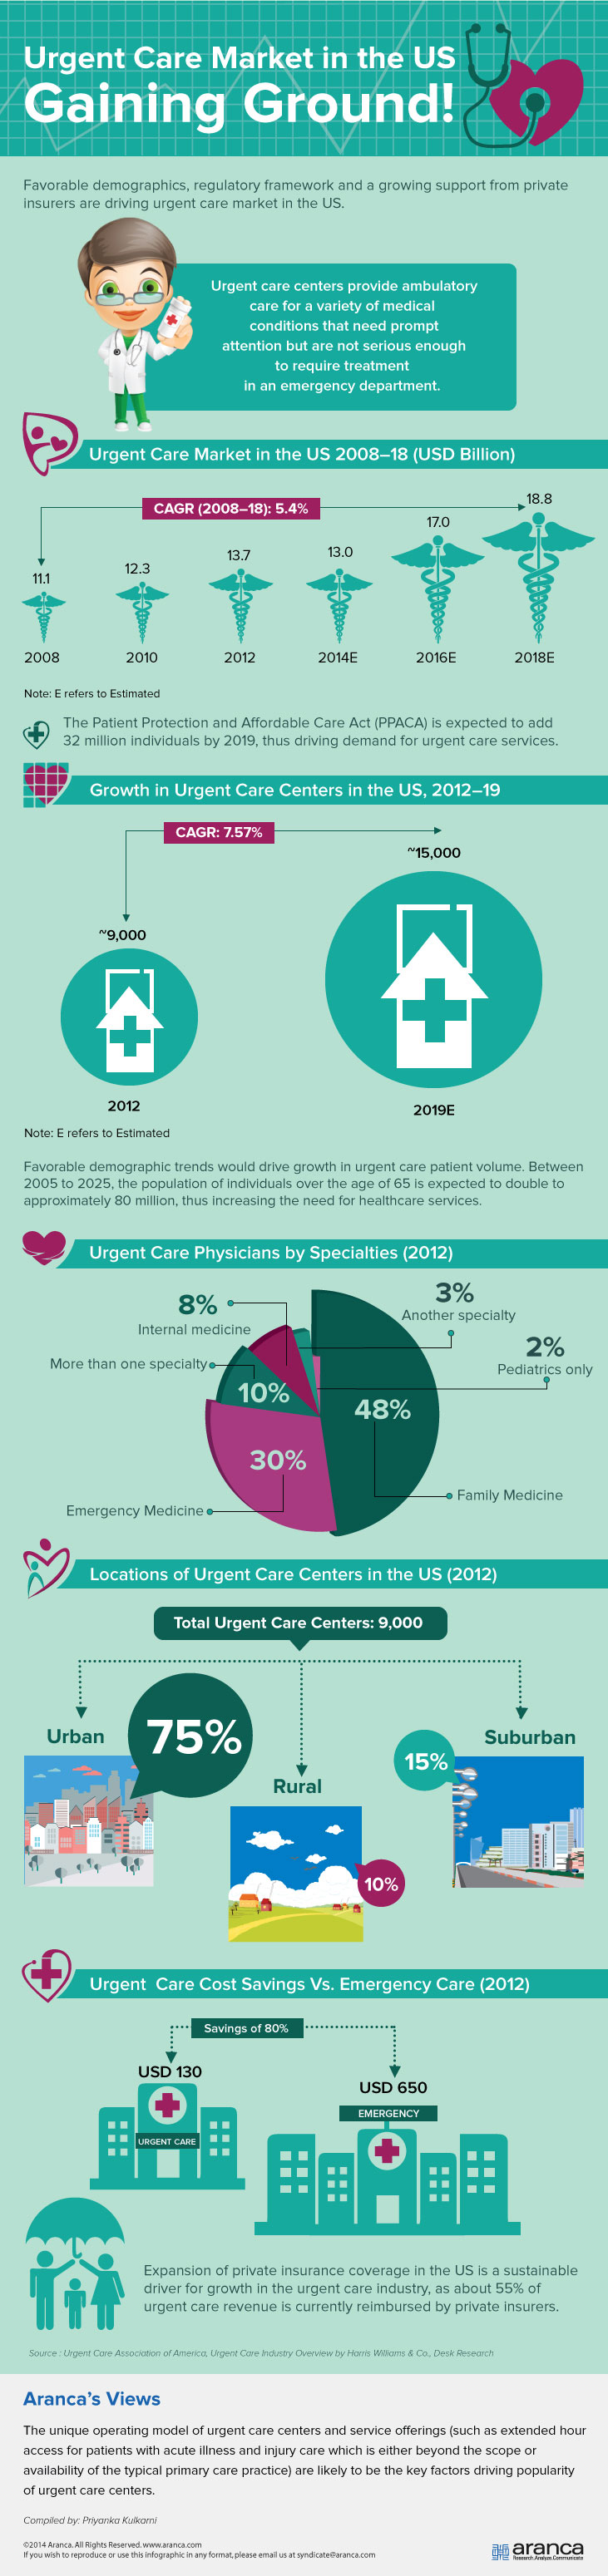 Urgent Care Market in the US
Gaining Ground!
Favorable demographics, regulatory framework and a growing support from private
insurers are driving urgent care market in the US.
Urgent care centers provide ambulatory
care for a variety of medical
conditions that need prompt
attention but are not serious enough
to require treatment
in an emergency department.
Urgent Care Market in the US 2008–18 (USD Billion)
CAGR (2008–18): 5.4%
11.1
12.3
13.7
13.0
17.0
18.8
2008
2010
2012
2014E
2016E
2018E
Note: E refers to Estimated
The Patient Protection and Affordable Care Act (PPACA) is expected to add
32 million individuals by 2019, thus driving demand for urgent care services.
Growth in Urgent Care Centers in the US, 2012–19
CAGR: 7.57%
~15,000
~9,000
2012
2019E
Note: E refers to Estimated
Favorable demographic trends would drive growth in urgent care patient volume. Between
2005 to 2025, the population of individuals over the age of 65 is expected to double to
approximately 80 million, thus increasing the need for healthcare services.
Urgent Care Physicians by Specialties (2012)
8%
Internal medicine
3%
Another specialty
More than one specialty
2%
Pediatrics only
10%
48%
30%
Family Medicine
Emergency Medicine
Locations of Urgent Care Centers in the US (2012)
Total Urgent Care Centers: 9,000
Urban
75%
Rural
10%
Suburban
15%
Urgent Care Cost Savings Vs. Emergency Care (2012)
Savings of 80%
USD 130
URGENT CARE
USD 650
EMERGENCY
Expansion of private insurance coverage in the US is a sustainable
driver for growth in the urgent care industry, as about 55% of
urgent care revenue is currently reimbursed by private insurers.
Source : Urgent Care Association of America, Urgent Care Industry Overview by Harris Williams & Co., Desk Research
Aranca's Views
The unique operating model of urgent care centers and service offerings (such as extended hour
access for patients with acute illness and injury care which is either beyond the scope or
availability of the typical primary care practice) are likely to be the key factors driving popularity
of urgent care centers.
Compiled by: Priyanka Kulkarni
©2014 Aranca. All Rights Reserved. www.aranca.com
If you wish to reproduce or use this infographic in any format, please email us at syndicate@aranca.com
aranca
Research Analyze Communicate